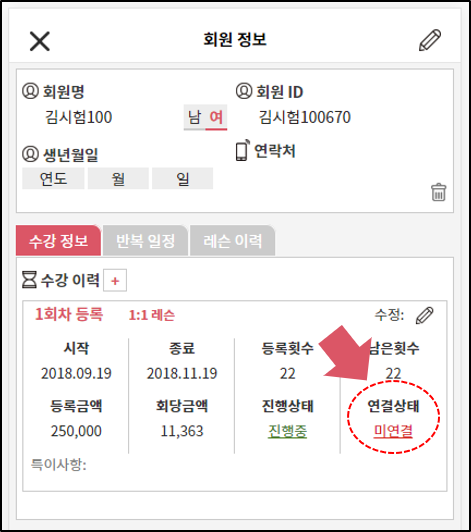 회원 정보
회원명
회원 ID
김시험100
남 여
김시험100670
생년월일
연락처
연도 월 일
수강 정보 반복 일정 레슨 이력
수강 이력 +
1회차 등록 1:1 레슨 수정:
시작 종료 등록횟수 남은횟수
2018.09.19 2018.11.19 22 22
등록금액 회당금액 진행상태 연결상태
250,000 11,363 진행중 미연결
특이사항: